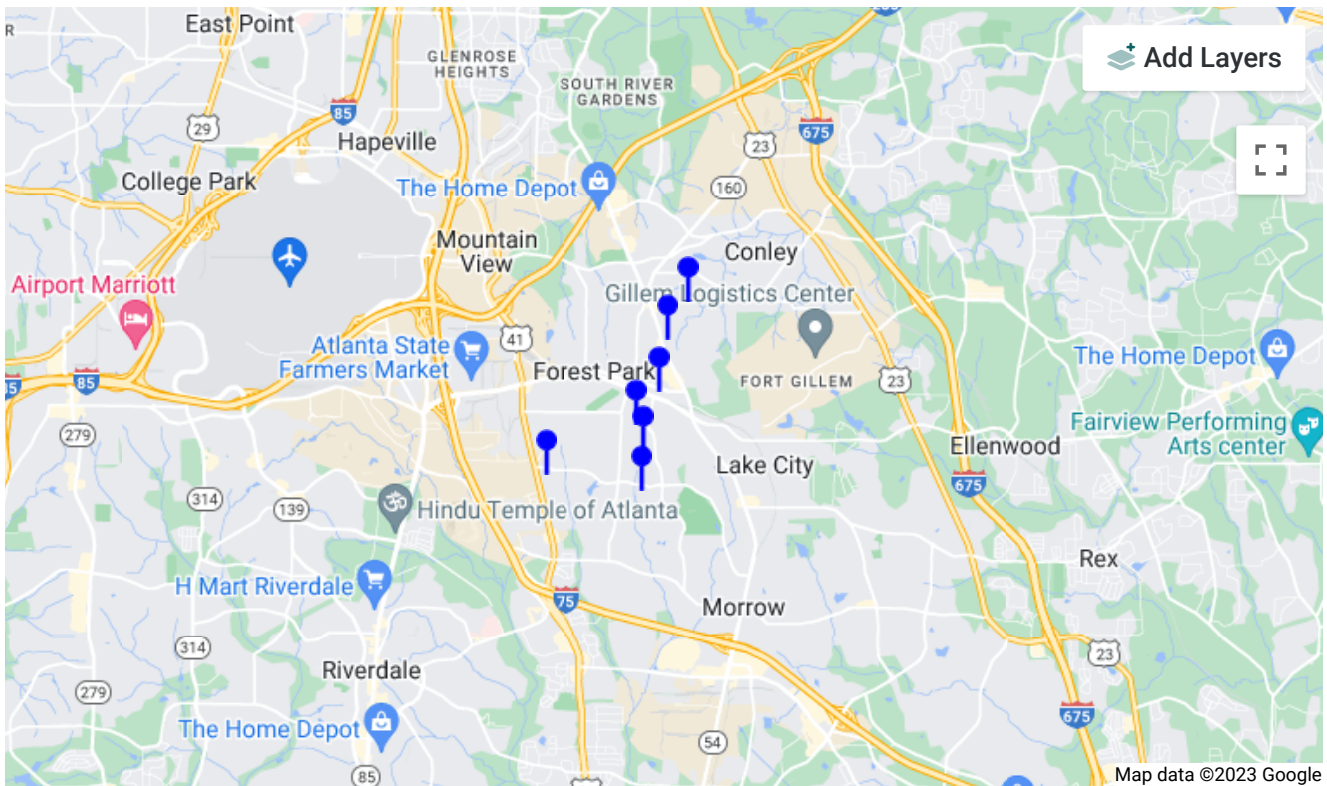 East Point
GLENROSE
HEIGHTS
SOUTH RIVER
GARDENS
Add Layers
85
29
Hapeville
675
23
College Park
The Home Depot
160
Mountain
View
Conley
Airport Marriott
Gillem Logistics Center
41
Atlanta State
Farmers Market
Forest Park
The Home Depot
85
FORT GILLEM
23
279
Fairview Performing
Arts center
Ellenwood
Lake City
675
314
139
Hindu Temple of Atlanta
Rex
H Mart Riverdale
75
Morrow
314
23
Riverdale
279
The Home Depot
675
54
85
Map data ©2023 Google